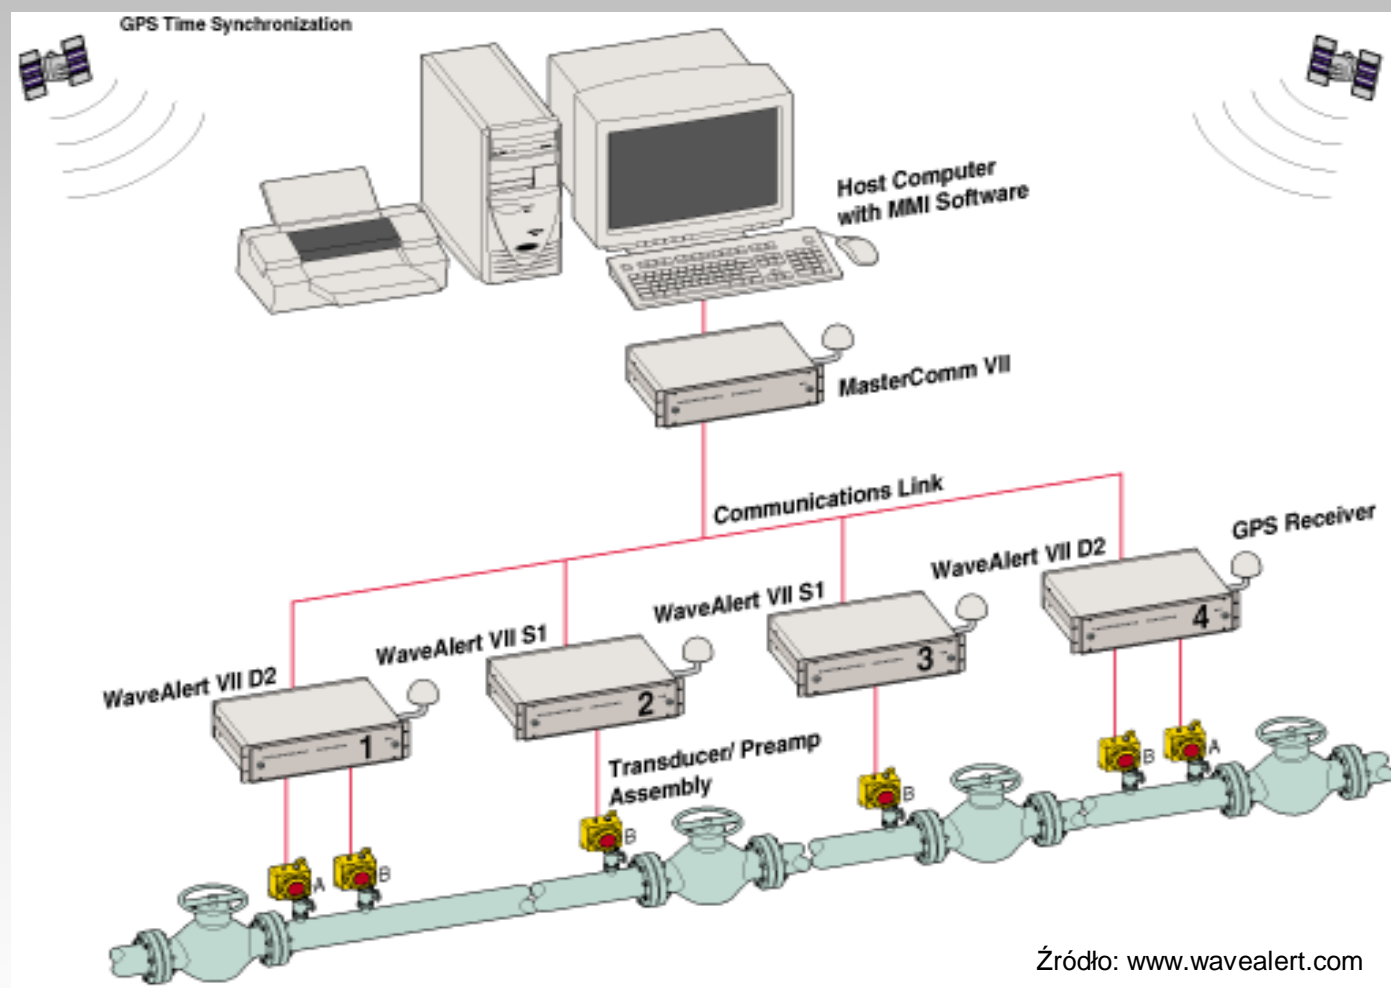 GPS Time Synchronization
Host Computer
with MMI Software
MasterComm VII
Communications Link
GPS Receiver
WaveAlert VII D2
WaveAlert VII S1
WaveAlert VII S1
WaveAlert VII D2
4
3
2
1
Transducer/ Preamp
Assembly
B
A
B
B
A
B
Źródło: www.wavealert.com